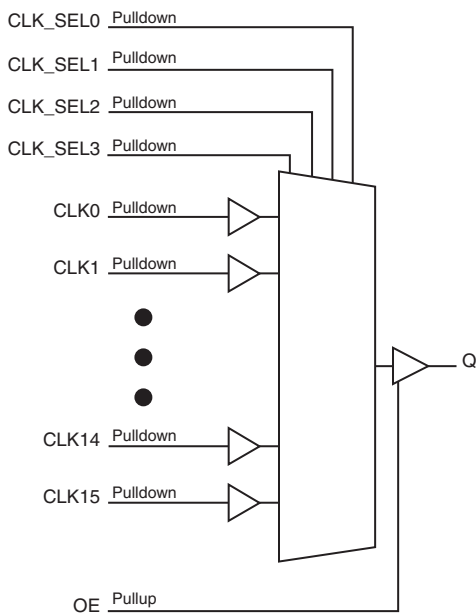 CLK_SEL0 Pulldown
CLK_SEL1 Pulldown
CLK_SEL2 Pulldown
CLK_SEL3 Pulldown
CLK0 Pulldown
CLK1 Pulldown
Q
CLK14 Pulldown
CLK15 Pulldown
OE Pullup